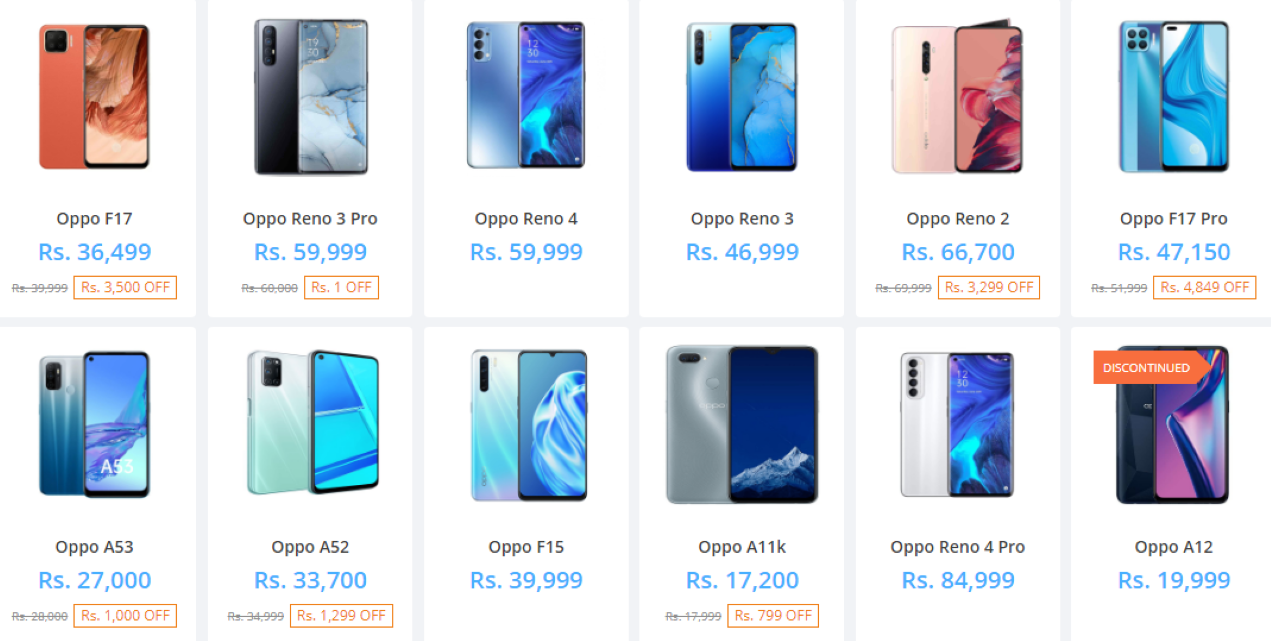 Oppo F17
Rs. 36,499
Rs. 39,999 Rs. 3,500 OFF
Oppo Reno 3 Pro
Rs. 59,999
Rs. 60,000 Rs. 1 OFF
Oppo Reno 4
Rs. 59,999
Oppo Reno 3
Rs. 46,999
Oppo Reno 2
Rs. 66,700
Rs. 69,999 Rs. 3,299 OFF
Oppo F17 Pro
Rs. 47,150
Rs. 51,999 Rs. 4,849 OFF
A53
Oppo A53
Rs. 27,000
Rs. 28,000 Rs. 1,000 OFF
Oppo A52
Rs. 33,700
Rs. 34,999 Rs. 1,299 OFF
Oppo F15
Rs. 39,999
Oppo A11k
Rs. 17,200
Rs. 17,999 Rs. 799 OFF
Oppo Reno 4 Pro
Rs. 84,999
DISCONTINUED
Oppo A12
Rs. 19,999